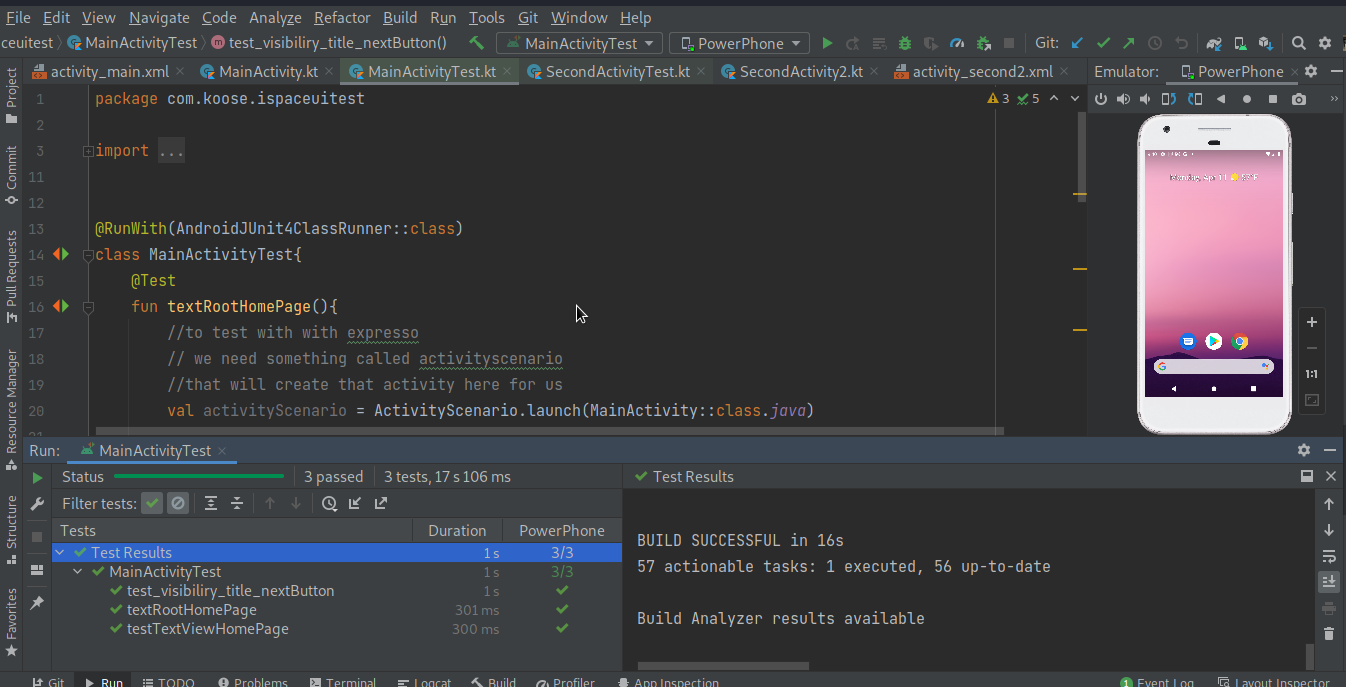 File Edit View Navigate Code Analyze Refactor Build Run Tools Git Window Help
ceuitest MainActivityTest test_visibiliry_title_nextButton() MainActivityTest PowerPhone Git:
activity_main.xml MainActivity.kt MainActivityTest.kt SecondActivityTest.kt SecondActivity2.kt activity_second2.xml Emulator: PowerPhone
Project
Commit
Pull Requests
Resource Manager
Structure
Favorites
1 package com.koose.ispaceuitest
3 5
2
3 import ...
11
12
13 @RunWith(AndroidJUnit4ClassRunner::class)
14 class MainActivityTest{
15 @Test
16 fun textRootHomePage(){
17 //to test with with expresso
18 // we need something called activityscenario
19 //that will create that activity here for us
20 val activityScenario = ActivityScenario.launch(MainActivity::class.java)
21
Monday, Apr 11 57°F
1:1
Run: MainActivityTest
Status 3 passed 3 tests, 17 s 106 ms
Test Results
Filter tests:
Tests Duration PowerPhone
Test Results 1 s 3/3
MainActivityTest 1 s 3/3
test_visibiliry_title_nextButton 1 s
textRootHomePage 301 ms
testTextViewHomePage 300 ms
BUILD SUCCESSFUL in 16s
57 actionable tasks: 1 executed, 56 up-to-date
Build Analyzer results available
Git Run TODO Problems Terminal Logcat Build Profiler App Inspection 1 Event Log Layout Inspector